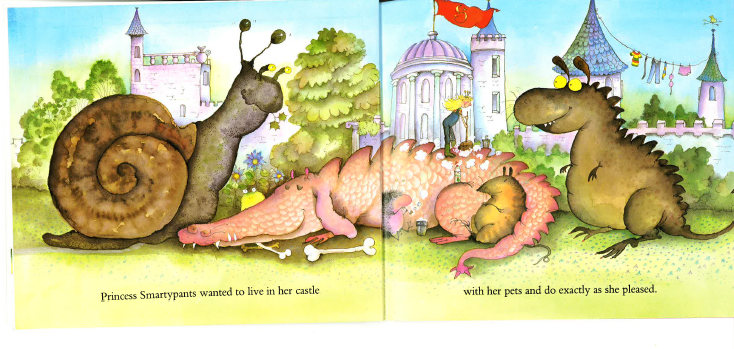 Princess Smartypants wanted to live in her castle
with her pets and do exactly as she pleased.